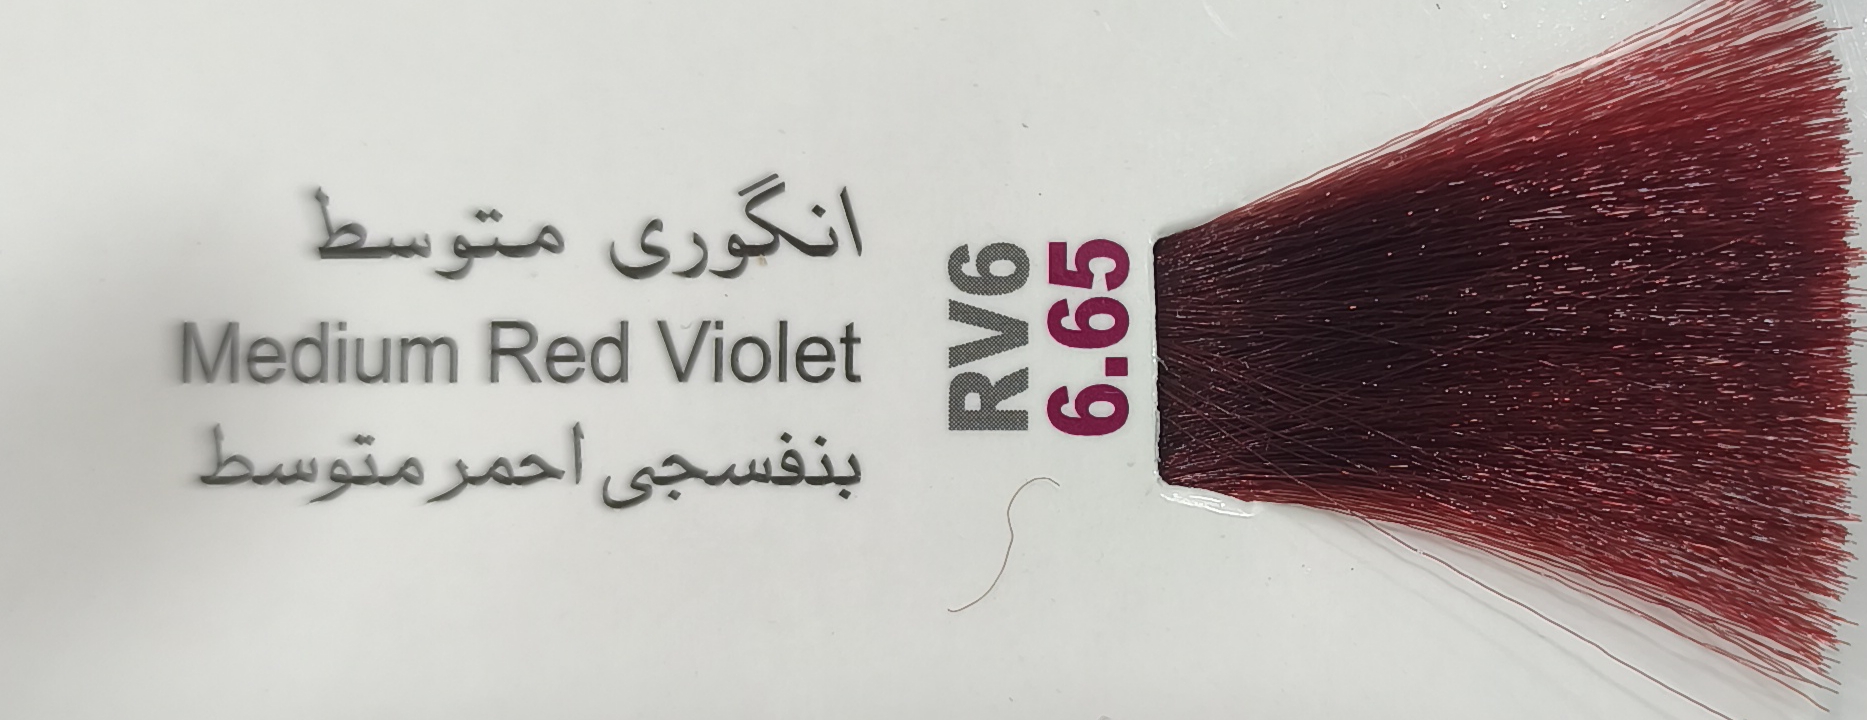 انگوری متوسط
Medium Red Violet
بنفسجی احمر متوسط
RV6
6.65